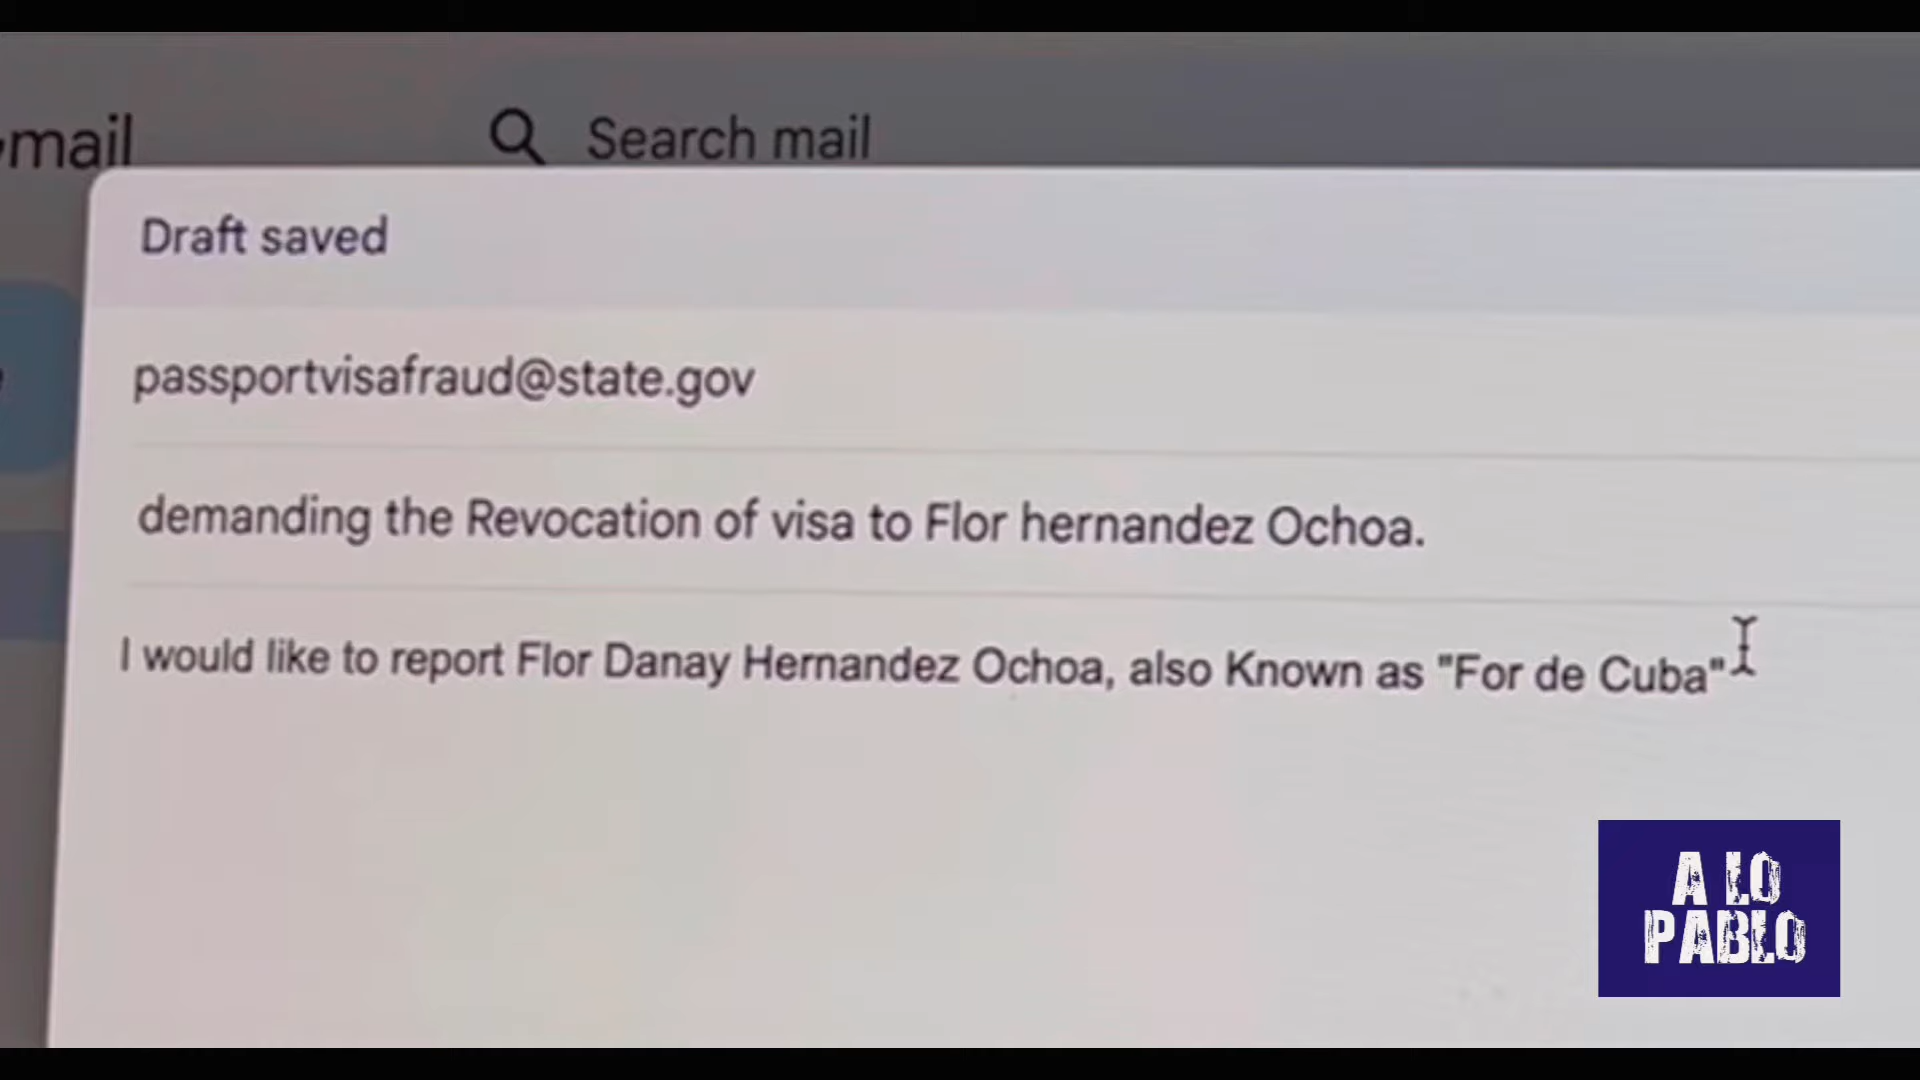 mail
Search mail
Draft saved
passportvisafraud@state.gov
demanding the Revocation of visa to Flor hernandez Ochoa.
I would like to report Flor Danay Hernandez Ochoa, also Known as "For de Cuba"
A LO
PABLO